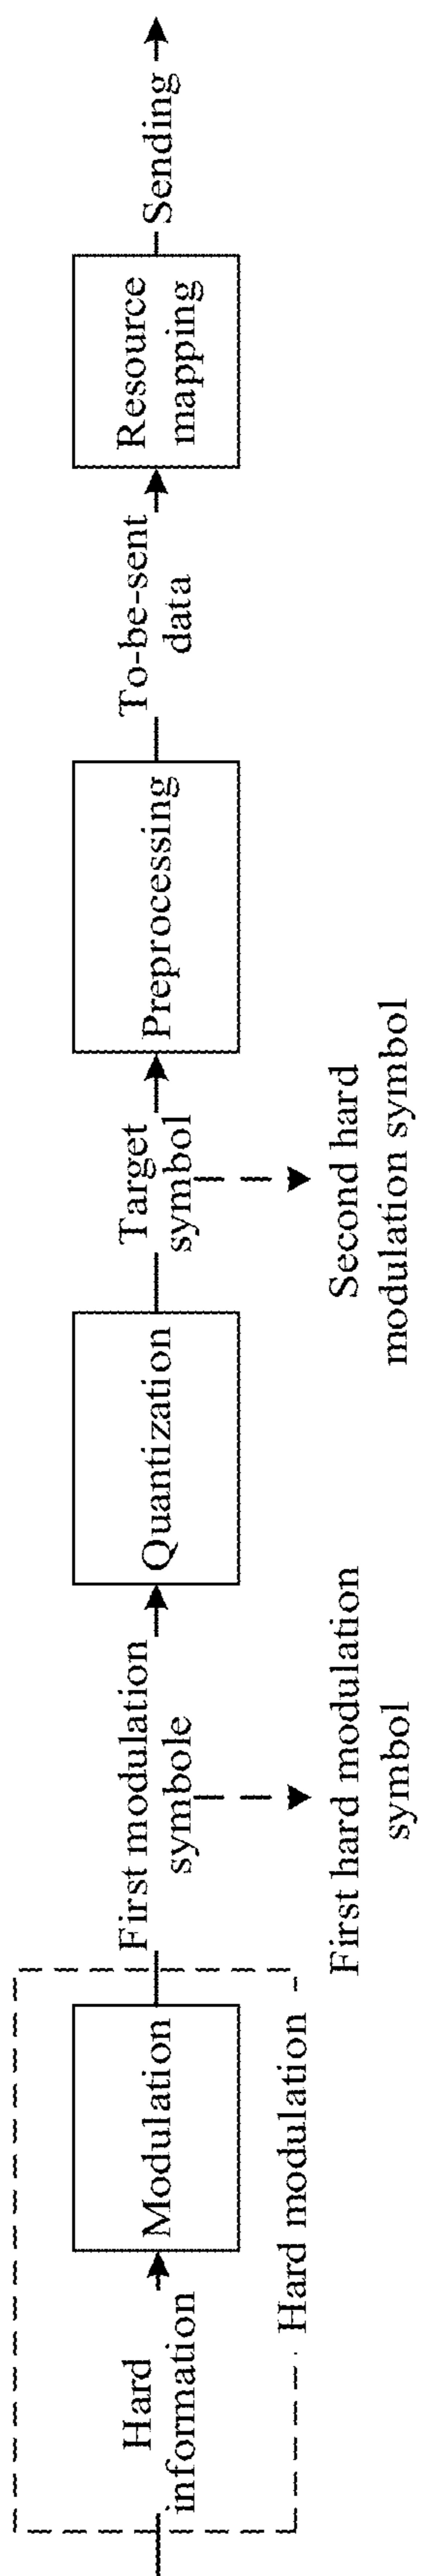 Hard
information
Modulation
Hard modulation
First modulation
symbole
First hard modulation
symbol
Quantization
Target
symbol
Second hard
modulation symbol
Preprocessing
To-be-sent
data
Resource
mapping
Sending